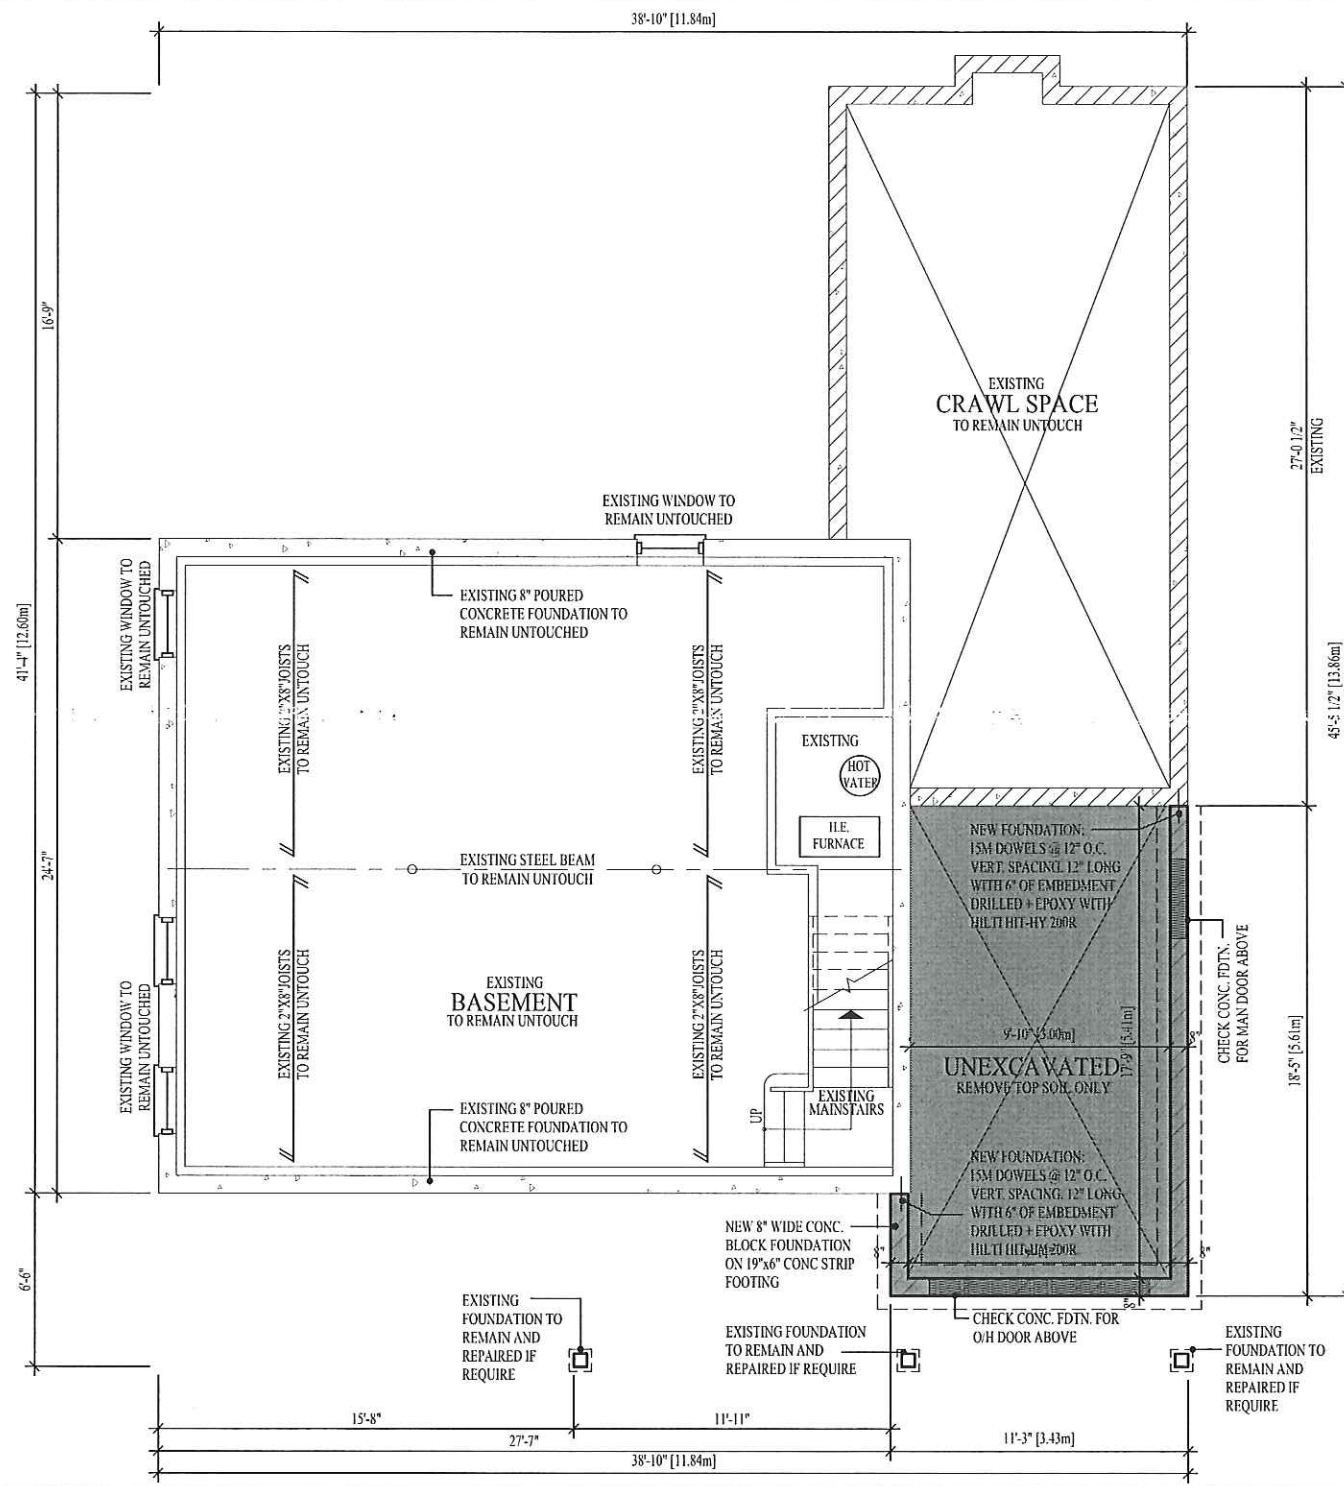 38'-10" [11.84m]
16'-9"
41'-4" [12.60m]
24'-7"
6'-6"
EXISTING
CRAWL SPACE
TO REMAIN UNTOUCH
27'-0 1/2"
EXISTING
45'-5 1/2" [13.86m]
18'-5" [5.61m]
EXISTING WINDOW TO
REMAIN UNTOUCHED
EXISTING WINDOW TO
REMAIN UNTOUCHED
EXISTING 8" POURED
CONCRETE FOUNDATION TO
REMAIN UNTOUCHED
EXISTING 2"X8"JOISTS
TO REMAIN UNTOUCH
EXISTING 2"X8"JOISTS
TO REMAIN UNTOUCH
EXISTING
HOT
WATER
H.E.
FURNACE
EXISTING STEEL BEAM
TO REMAIN UNTOUCH
NEW FOUNDATION:
15M DOWELS @ 12" O.C.
VERT. SPACING, 12" LONG
WITH 6" OF EMBEDMENT
DRILLED + EPOXY WITH
HILTI HIT-HY 200R
CHECK CONC. FDTN.
FOR MAN DOOR ABOVE
EXISTING WINDOW TO
REMAIN UNTOUCHED
EXISTING 2"X8"JOISTS
TO REMAIN UNTOUCH
EXISTING
BASEMENT
TO REMAIN UNTOUCH
EXISTING 2"X8"JOISTS
TO REMAIN UNTOUCH
EXISTING 8" POURED
CONCRETE FOUNDATION TO
REMAIN UNTOUCHED
UP
EXISTING
MAINSTAIRS
9'-10" [3.00m]
17'-9" [5.41m]
8"
UNEXCAVATED
REMOVE TOP SOIL ONLY
NEW FOUNDATION:
15M DOWELS @ 12" O.C.
VERT. SPACING, 12" LONG
WITH 6" OF EMBEDMENT
DRILLED + EPOXY WITH
HILTI
NEW 8" WIDE CONC.
BLOCK FOUNDATION
ON 19"x6" CONC STRIP
FOOTING
8"
8"
8"
CHECK CONC. FDTN. FOR
O/H DOOR ABOVE
EXISTING
FOUNDATION TO
REMAIN AND
REPAIRED IF
REQUIRE
EXISTING FOUNDATION
TO REMAIN AND
REPAIRED IF REQUIRE
EXISTING
FOUNDATION TO
REMAIN AND
REPAIRED IF
REQUIRE
15'-8"
11'-11"
27'-7"
11'-3" [3.43m]
38'-10" [11.84m]